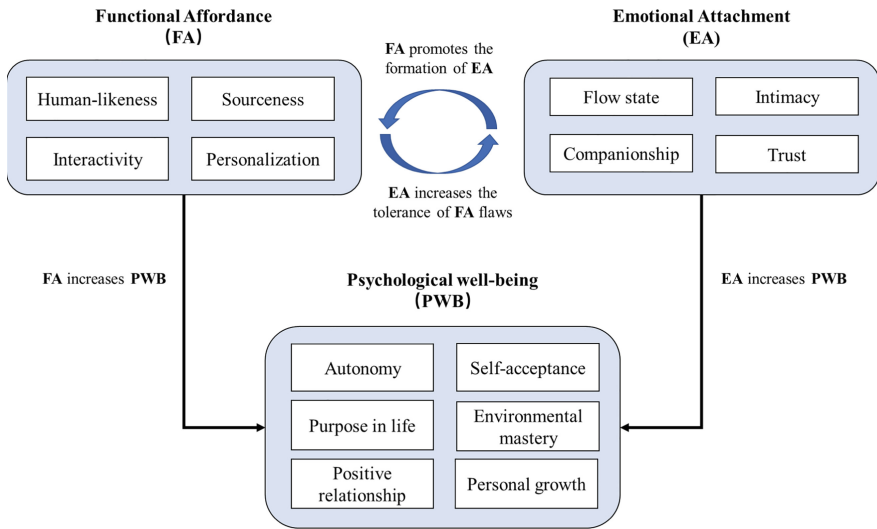 Functional Affordance
(FA)
Human-likeness
Sourceness
Interactivity
Personalization
FA promotes the
formation of EA
EA increases the
tolerance of FA flaws
Emotional Attachment
(EA)
Flow state
Intimacy
Companionship
Trust
FA increases PWB
EA increases PWB
Psychological well-being
(PWB)
Autonomy
Self-acceptance
Purpose in life
Environmental
mastery
Positive
relationship
Personal growth